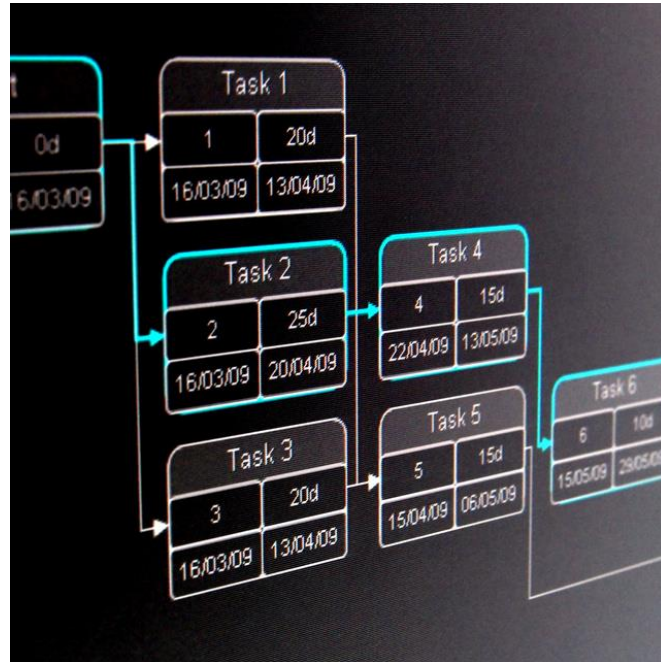 t
0d
16/03/09
Task 1
1 20d
16/03/09 13/04/09
Task 2
2 25d
16/03/09 20/04/09
Task 3
3 20d
16/03/09 13/04/09
Task 4
4 15d
22/04/09 13/05/09
Task 5
5 15d
15/04/09 06/05/09
Task 6
6 10d
15/05/09 29/05/09